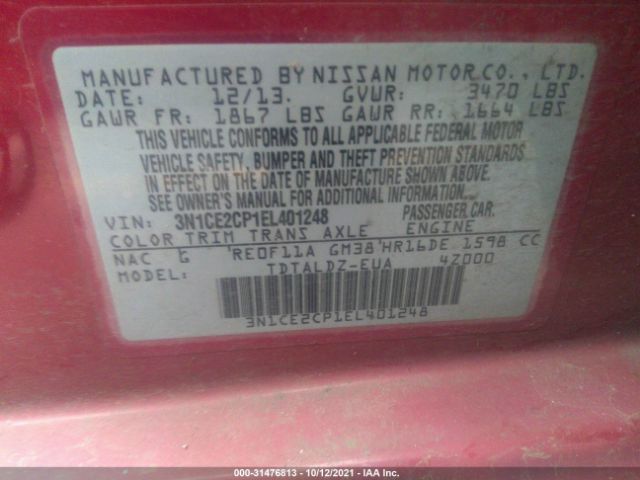 MANUFACTURED BY NISSAN MOTOR CO., LTD.
DATE: 12/13. GVWR: 3470 LBS
GAWR FR: 1867 LBS GAWR RR: 1664 LBS
THIS VEHICLE CONFORMS TO ALL APPLICABLE FEDERAL MOTOR
VEHICLE SAFETY, BUMPER AND THEFT PREVENTION STANDARDS
IN EFFECT ON THE DATE OF MANUFACTURE SHOWN ABOVE.
SEE OWNER'S MANUAL FOR ADDITIONAL INFORMATION.
VIN: 3N1CE2CP1EL401248 PASSENGER CAR
COLOR TRIM TRANS AXLE ENGINE
NAC G RE0F11A GM38 HR16DE 1598 CC
MODEL: TDTALDZ-EUA 4Z000
3N1CE2CP1EL401248
000-31476813 - 10/12/2021 - IAA Inc.